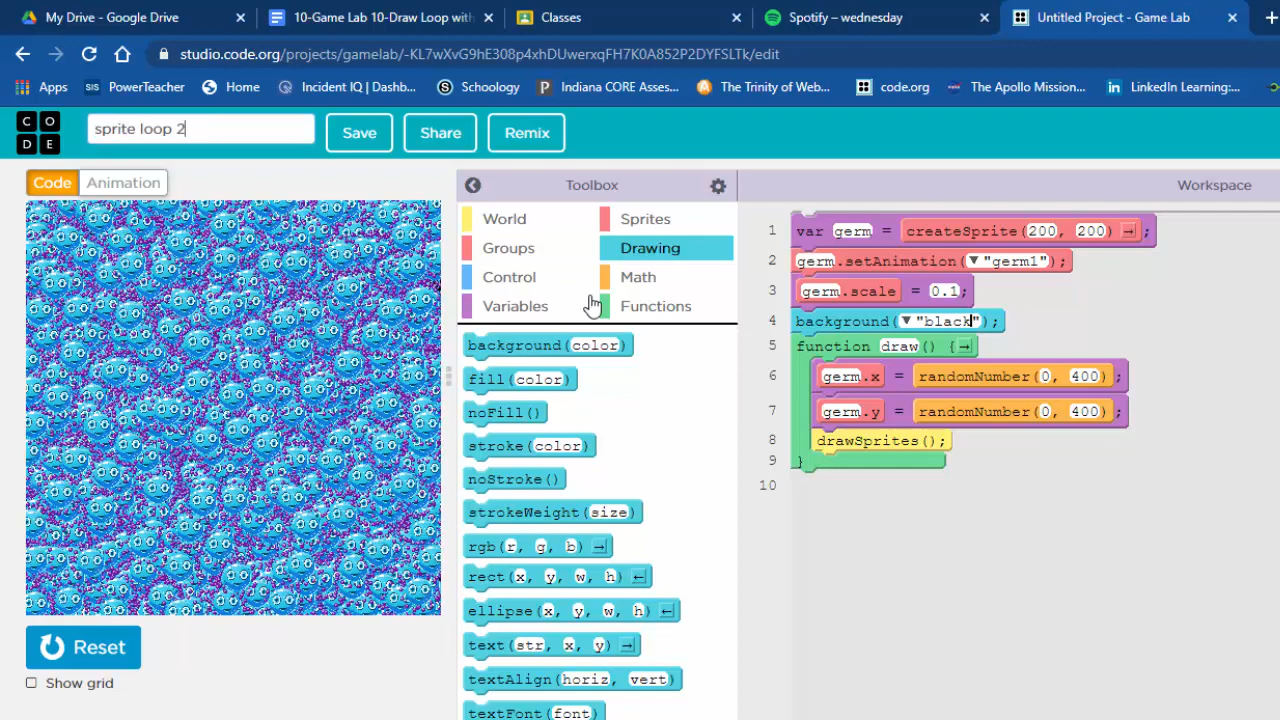 My Drive - Google Drive
10-Game Lab 10-Draw Loop with
Classes
Spotify – wednesday
Untitled Project - Game Lab
studio.code.org/projects/gamelab/-KL7wXvG9hE308p4xhDUwerxqFH7K0A852P2DYFSLTk/edit
Apps
SIS
PowerTeacher
Home
Incident IQ | Dashb...
S
Schoology
P
Indiana CORE Asses...
The Trinity of Web...
code.org
The Apollo Mission...
in
LinkedIn Learning:...
C O
D E
sprite loop 2
Save
Share
Remix
Code
Animation
Toolbox
Workspace
World
Sprites
Groups
Drawing
Control
Math
Variables
Functions
background(color)
fill(color)
noFill()
stroke(color)
noStroke()
strokeWeight(size)
rgb(r, g, b) →
rect(x, y, w, h) ←
ellipse(x, y, w, h) ←
text(str, x, y) →
textAlign(horiz, vert)
textFont(font)
1 var germ = createSprite(200, 200) → ;
2 germ.setAnimation(▼"germ1");
3 germ.scale = 0.1;
4 background(▼"black");
5 function draw() { →
6 germ.x = randomNumber(0, 400) ;
7 germ.y = randomNumber(0, 400) ;
8 drawSprites();
9 }
10
Reset
Show grid